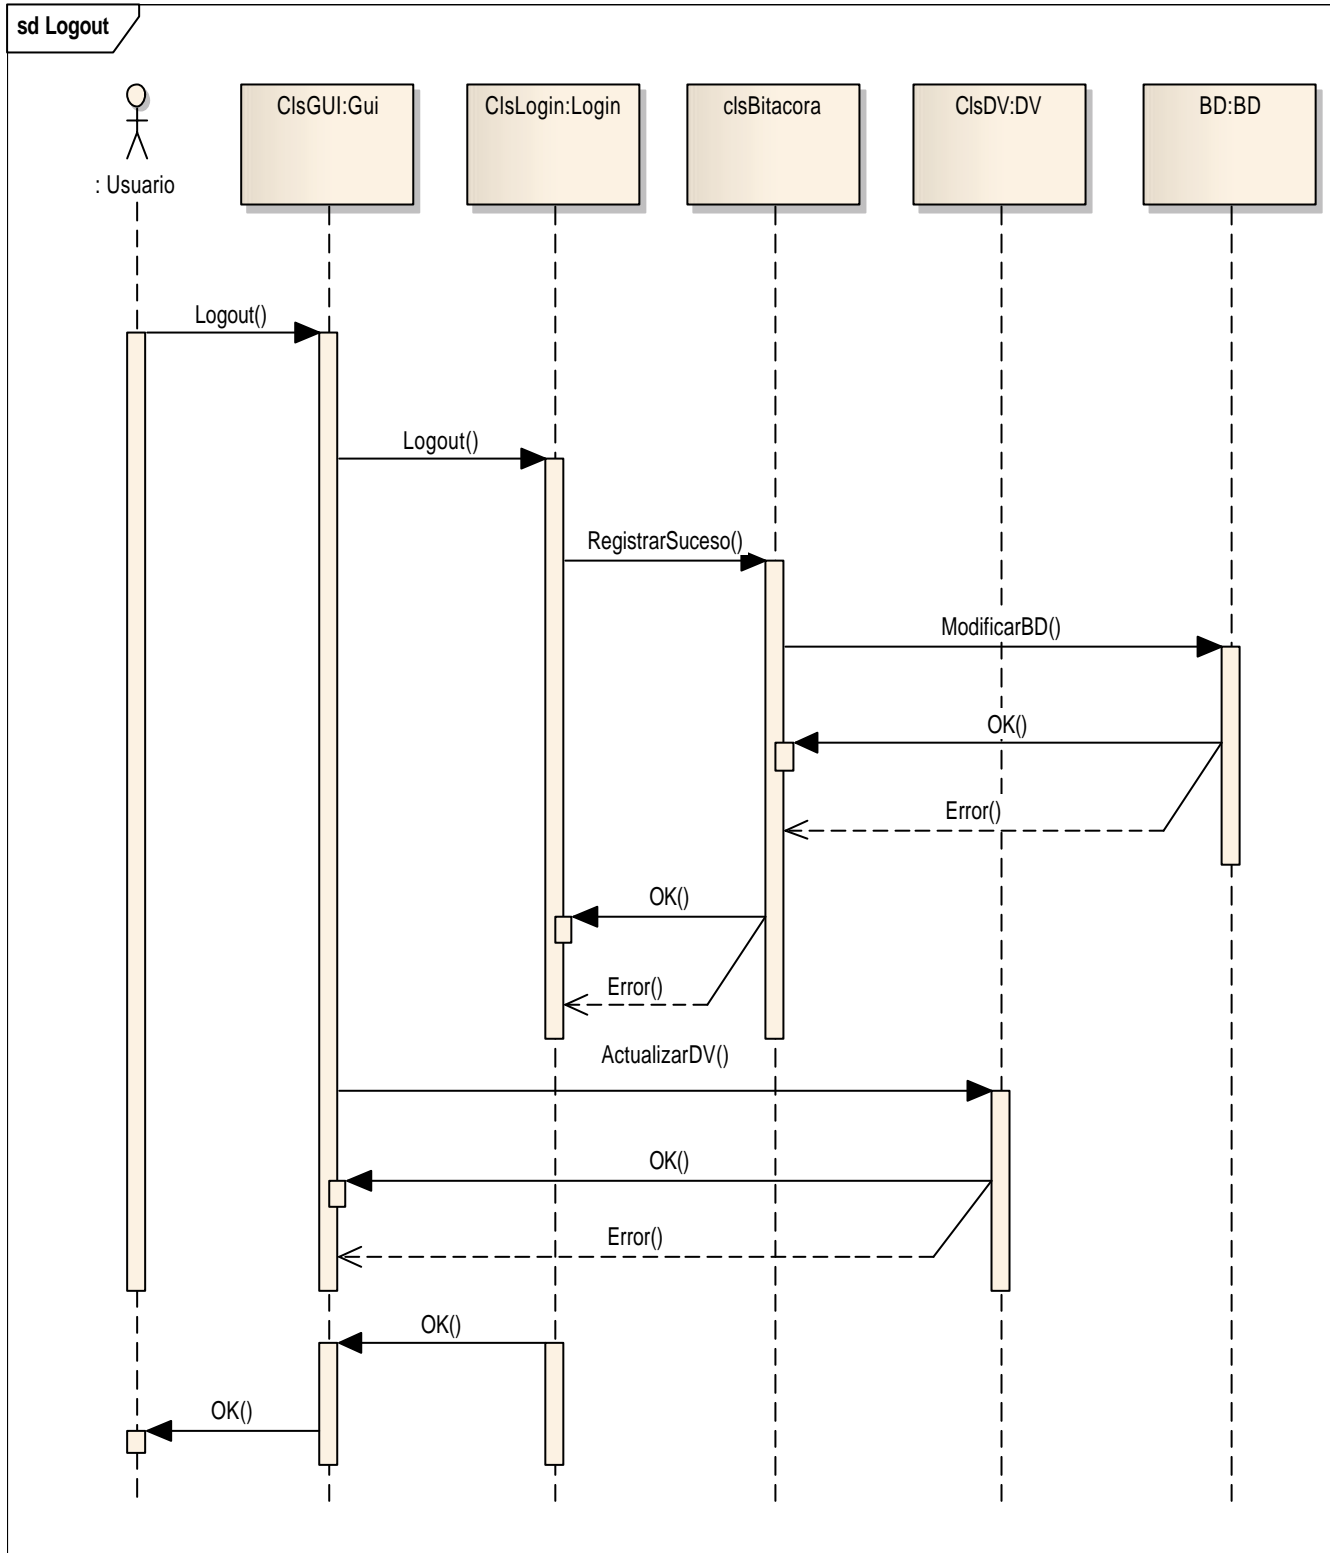 sd Logout
: Usuario
ClsGUI:Gui
ClsLogin:Login
clsBitacora
ClsDV:DV
BD:BD
Logout()
Logout()
RegistrarSuceso()
ModificarBD()
OK()
Error()
OK()
Error()
ActualizarDV()
OK()
Error()
OK()
OK()